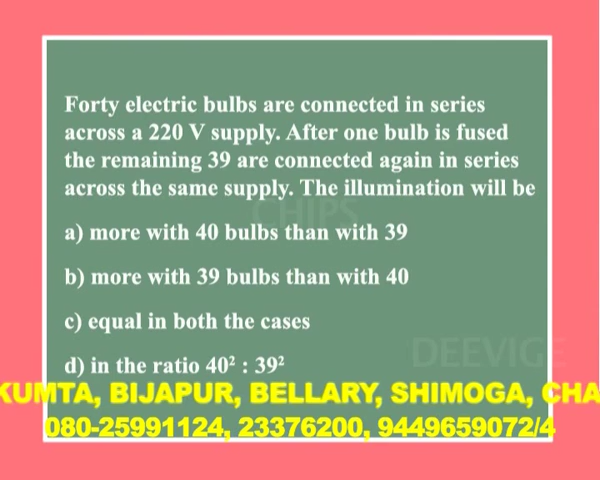 Forty electric bulbs are connected in series
across a 220 V supply. After one bulb is fused
the remaining 39 are connected again in series
across the same supply. The illumination will be
CHIPS
a) more with 40 bulbs than with 39
b) more with 39 bulbs than with 40
c) equal in both the cases
DEEVIGE
d) in the ratio 40² : 39²
KUMTA, BIJAPUR, BELLARY, SHIMOGA, CHA
080-25991124, 23376200, 9449659072/4